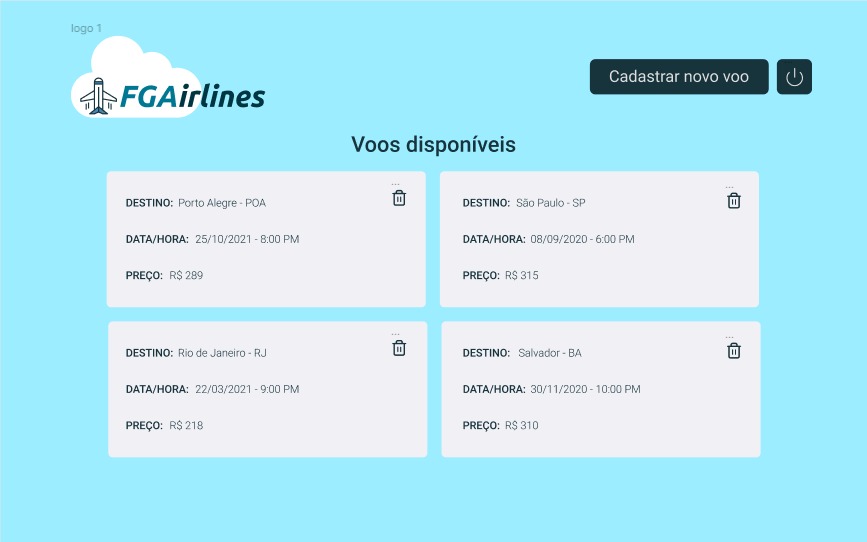 logo 1
FGAirlines
Cadastrar novo voo
Voos disponíveis
...
DESTINO: Porto Alegre - POA
DATA/HORA: 25/10/2021 - 8:00 PM
PREÇO: R$ 289
...
DESTINO: São Paulo - SP
DATA/HORA: 08/09/2020 - 6:00 PM
PREÇO: R$ 315
...
DESTINO: Rio de Janeiro - RJ
DATA/HORA: 22/03/2021 - 9:00 PM
PREÇO: R$ 218
...
DESTINO: Salvador - BA
DATA/HORA: 30/11/2020 - 10:00 PM
PREÇO: R$ 310